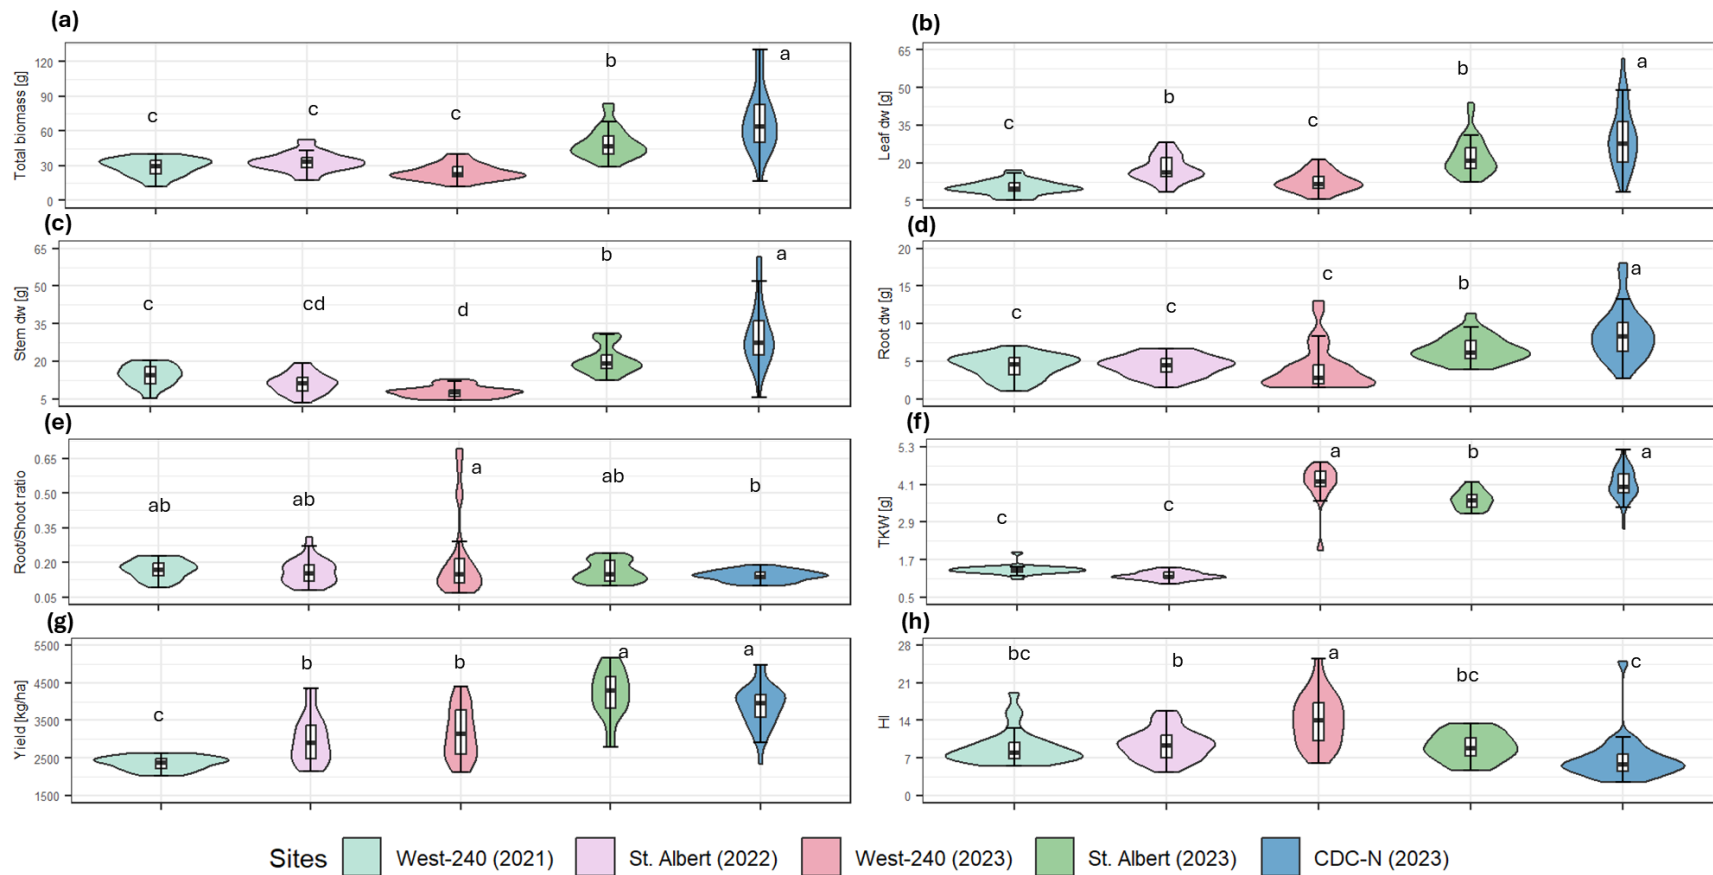 (a)
Total biomass [g]
120
90
60
30
0
c
c
c
b
a
(b)
Leaf dw [g]
65
50
35
20
5
c
b
c
b
a
(c)
Stem dw [g]
65
50
35
20
5
c
cd
d
b
a
(d)
Root dw [g]
20
15
10
5
0
c
c
c
b
a
(e)
Root/Shoot ratio
0.65
0.50
0.35
0.20
0.05
ab
ab
a
ab
b
(f)
TKW [g]
5.3
4.1
2.9
1.7
0.5
c
c
a
b
a
(g)
Yield [kg/ha]
5500
4500
3500
2500
1500
c
b
b
a
a
(h)
HI
28
21
14
7
0
bc
b
a
bc
c
Sites West-240 (2021) St. Albert (2022) West-240 (2023) St. Albert (2023) CDC-N (2023)